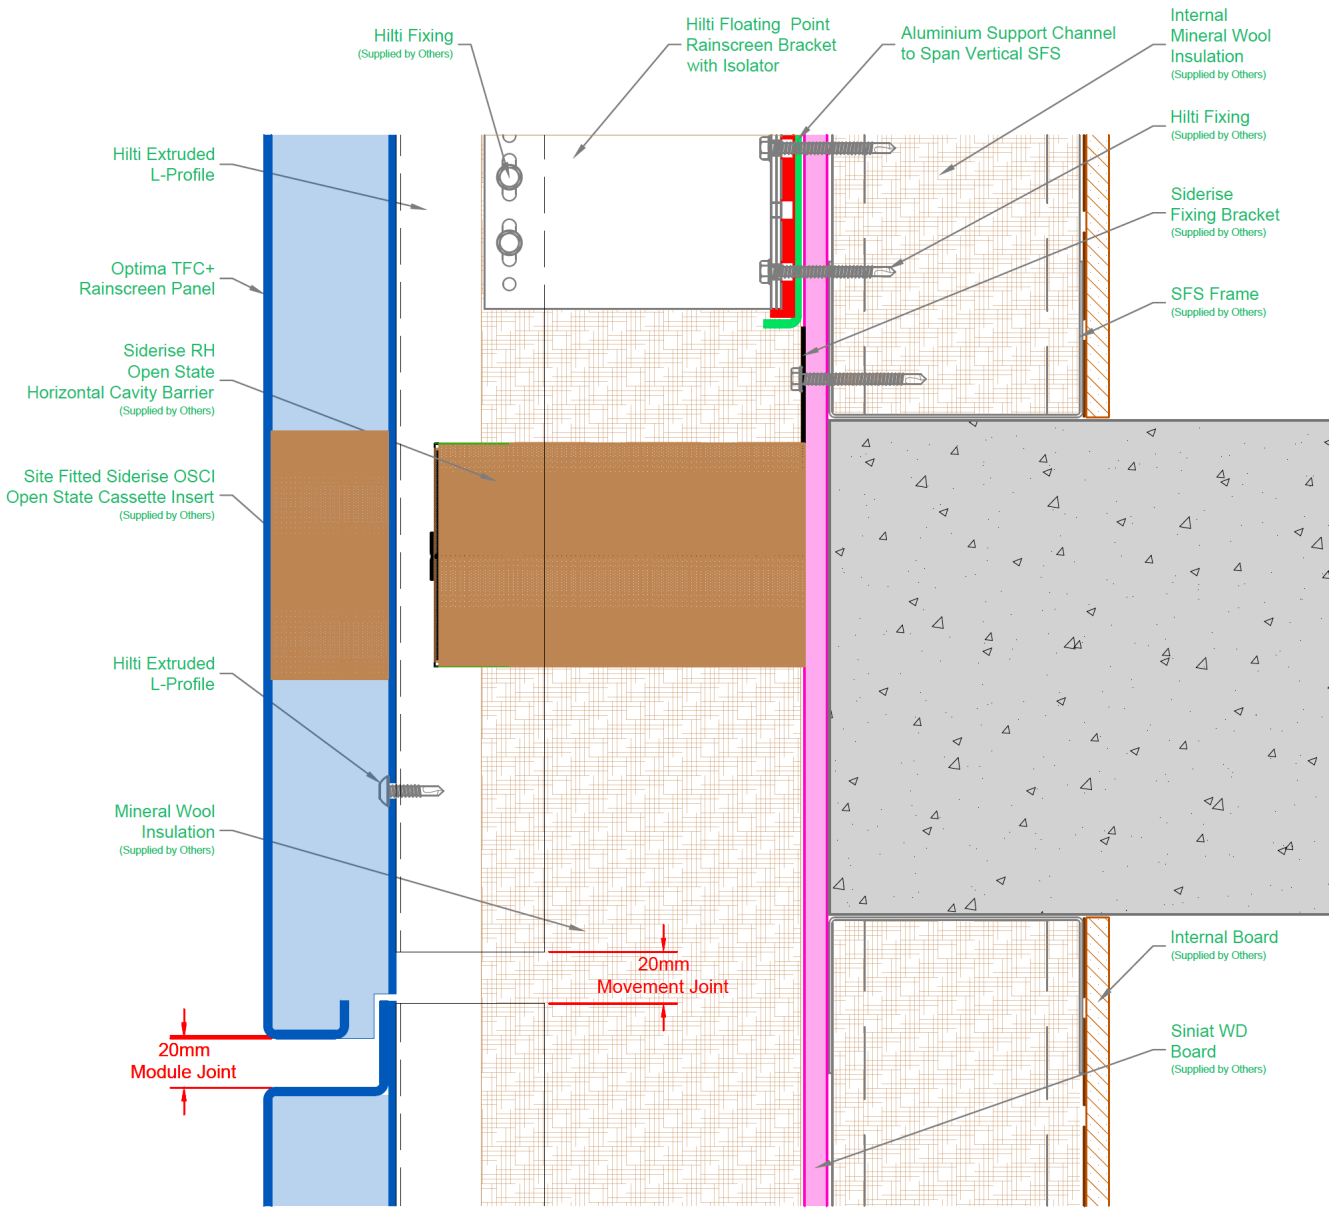 Hilti Fixing
(Supplied by Others)
Hilti Floating Point
Rainscreen Bracket
with Isolator
Aluminium Support Channel
to Span Vertical SFS
Internal
Mineral Wool
Insulation
(Supplied by Others)
Hilti Fixing
(Supplied by Others)
Siderise
Fixing Bracket
(Supplied by Others)
SFS Frame
(Supplied by Others)
Hilti Extruded
L-Profile
Optima TFC+
Rainscreen Panel
Siderise RH
Open State
Horizontal Cavity Barrier
(Supplied by Others)
Site Fitted Siderise OSCI
Open State Cassette Insert
(Supplied by Others)
Hilti Extruded
L-Profile
Mineral Wool
Insulation
(Supplied by Others)
20mm
Movement Joint
20mm
Module Joint
Internal Board
(Supplied by Others)
Siniat WD
Board
(Supplied by Others)